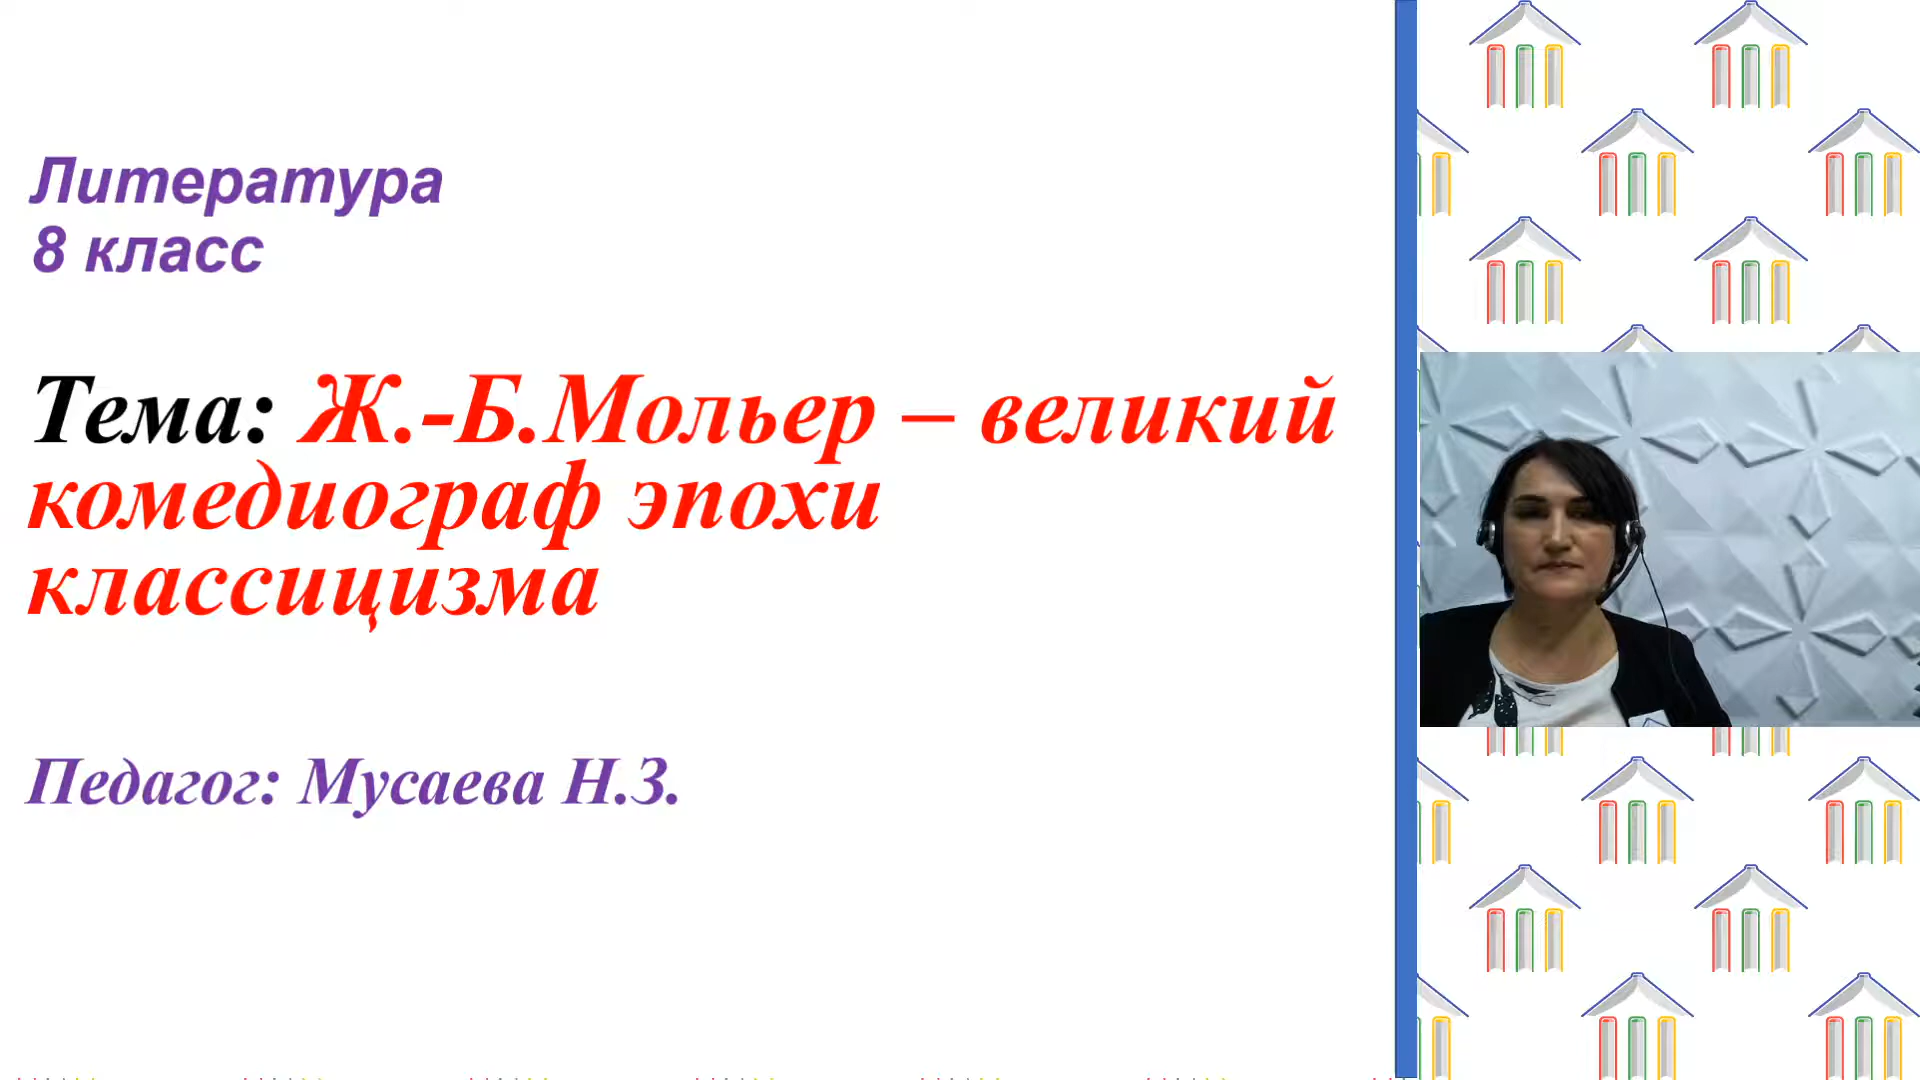 Литература
8 класс
Тема: Ж.-Б.Мольер – великий
комедиограф эпохи
классицизма
Педагог: Мусаева Н.З.